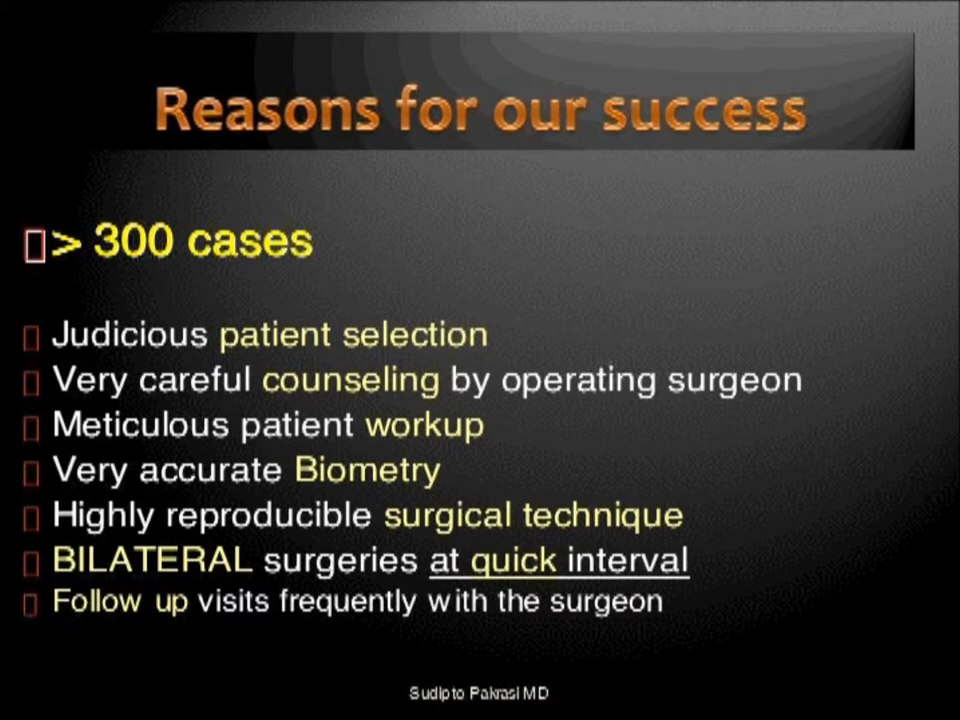 Reasons for our success
> 300 cases
Judicious patient selection
Very careful counseling by operating surgeon
Meticulous patient workup
Very accurate Biometry
Highly reproducible surgical technique
BILATERAL surgeries at quick interval
Follow up visits frequently with the surgeon
Sudipto Pakrasi MD